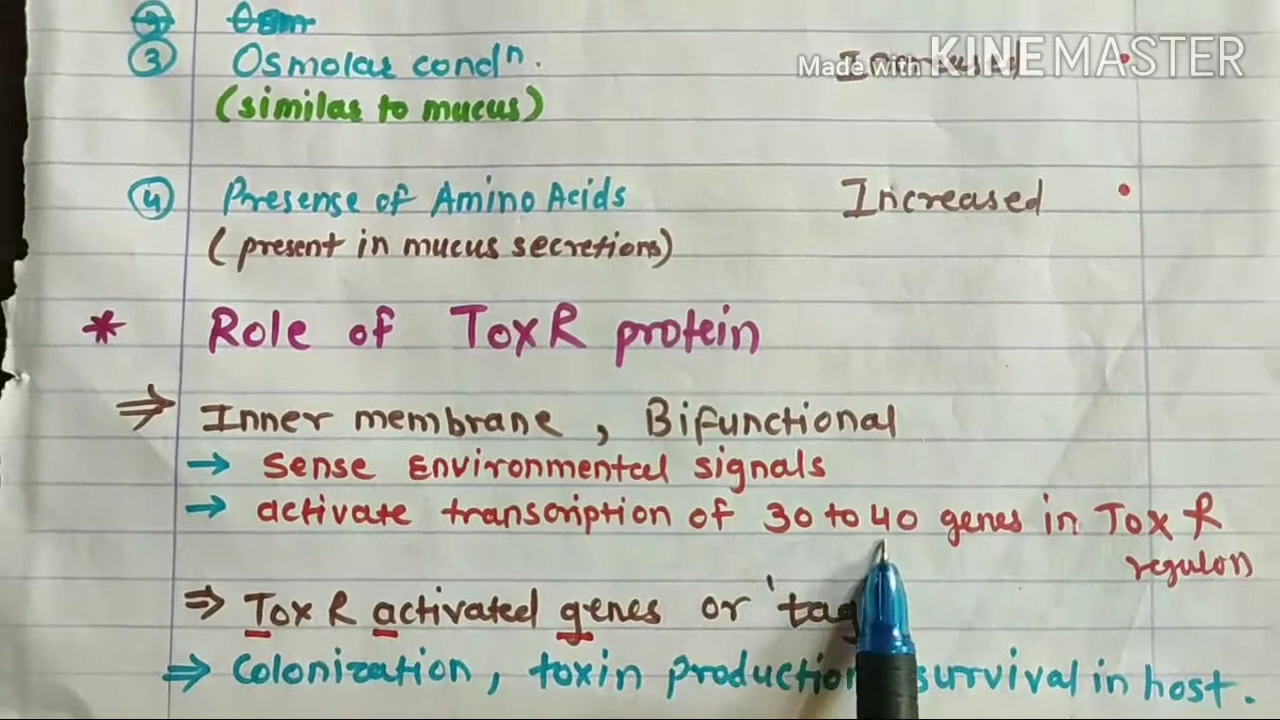 ③ Osmolar condⁿ.
Made with KINEMASTER
(similar to mucus)
④ Presense of Amino Acids Increased •
(present in mucus secretions)
* Role of ToxR protein
⇒ Inner membrane, Bifunctional
→ sense environmental signals
→ activate transcription of 30 to 40 genes in ToxR
regulon
⇒ ToxR activated genes or 'tag
⇒ Colonization, toxin production survival in host.